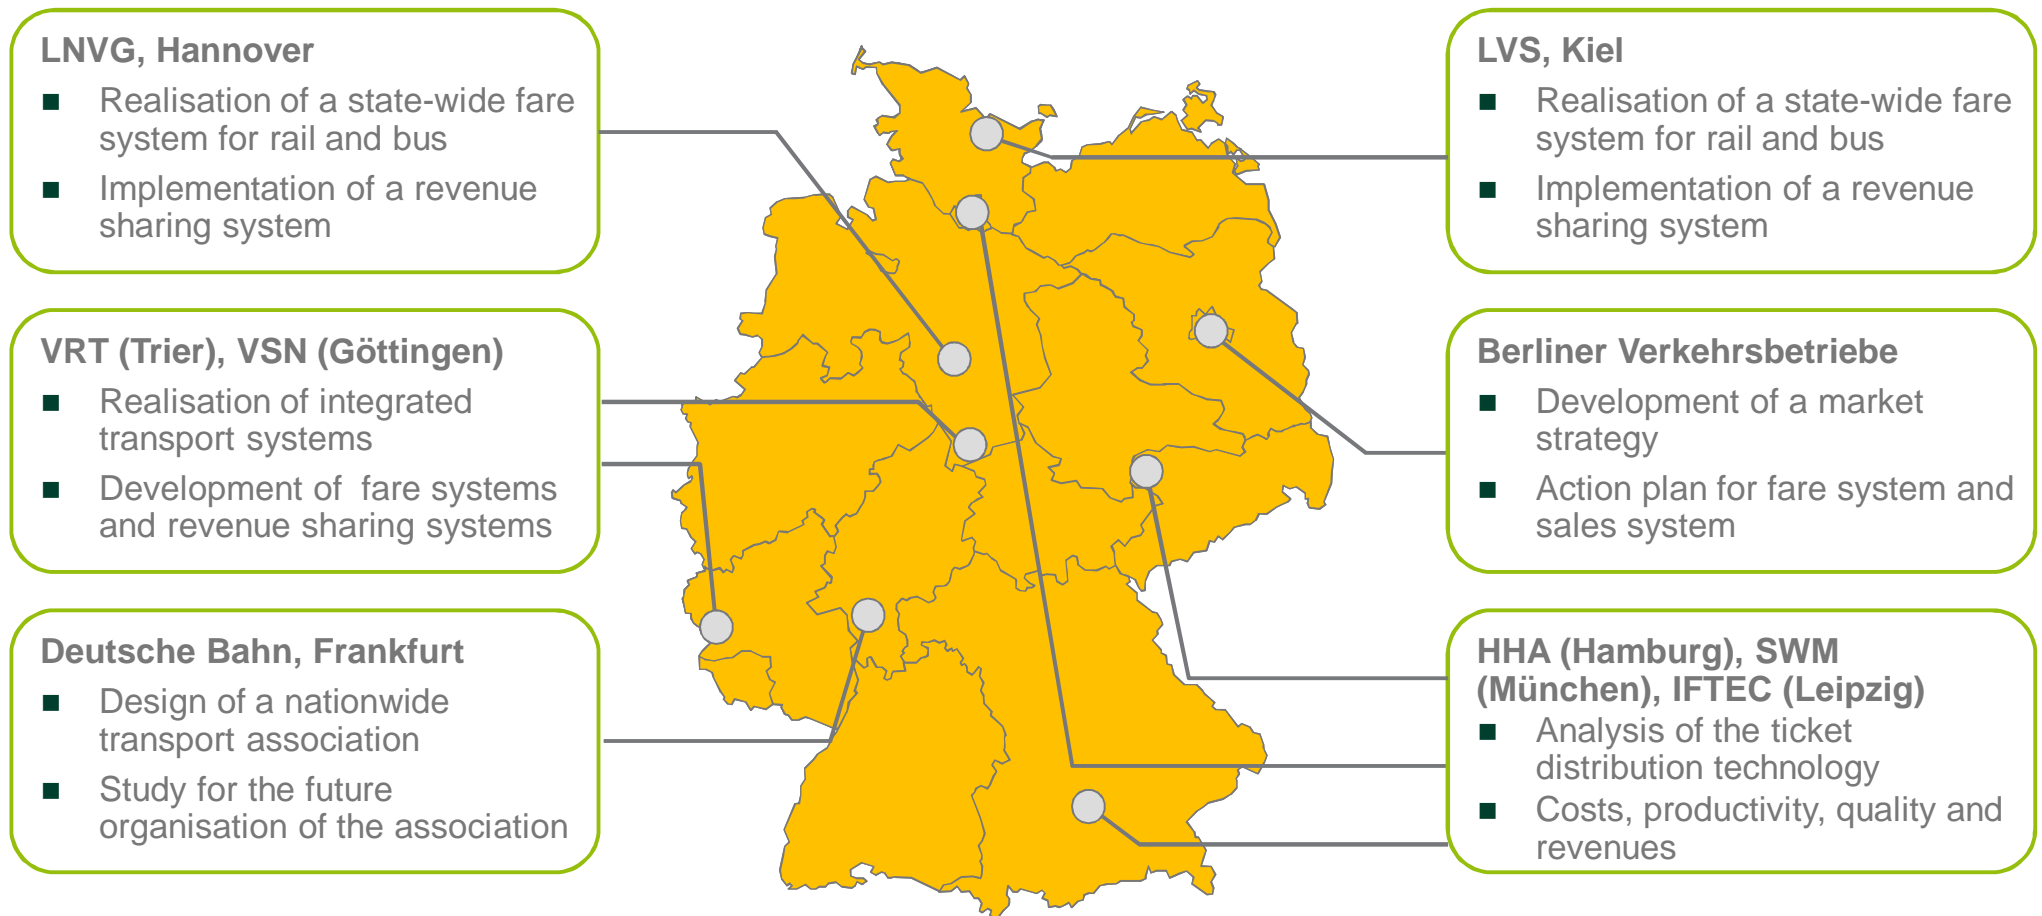 LNVG, Hannover
■ Realisation of a state-wide fare
system for rail and bus
■ Implementation of a revenue
sharing system
VRT (Trier), VSN (Göttingen)
■ Realisation of integrated
transport systems
■ Development of fare systems
and revenue sharing systems
Deutsche Bahn, Frankfurt
■ Design of a nationwide
transport association
■ Study for the future
organisation of the association
LVS, Kiel
■ Realisation of a state-wide fare
system for rail and bus
■ Implementation of a revenue
sharing system
Berliner Verkehrsbetriebe
■ Development of a market
strategy
■ Action plan for fare system and
sales system
HHA (Hamburg), SWM
(München), IFTEC (Leipzig)
■ Analysis of the ticket
distribution technology
■ Costs, productivity, quality and
revenues